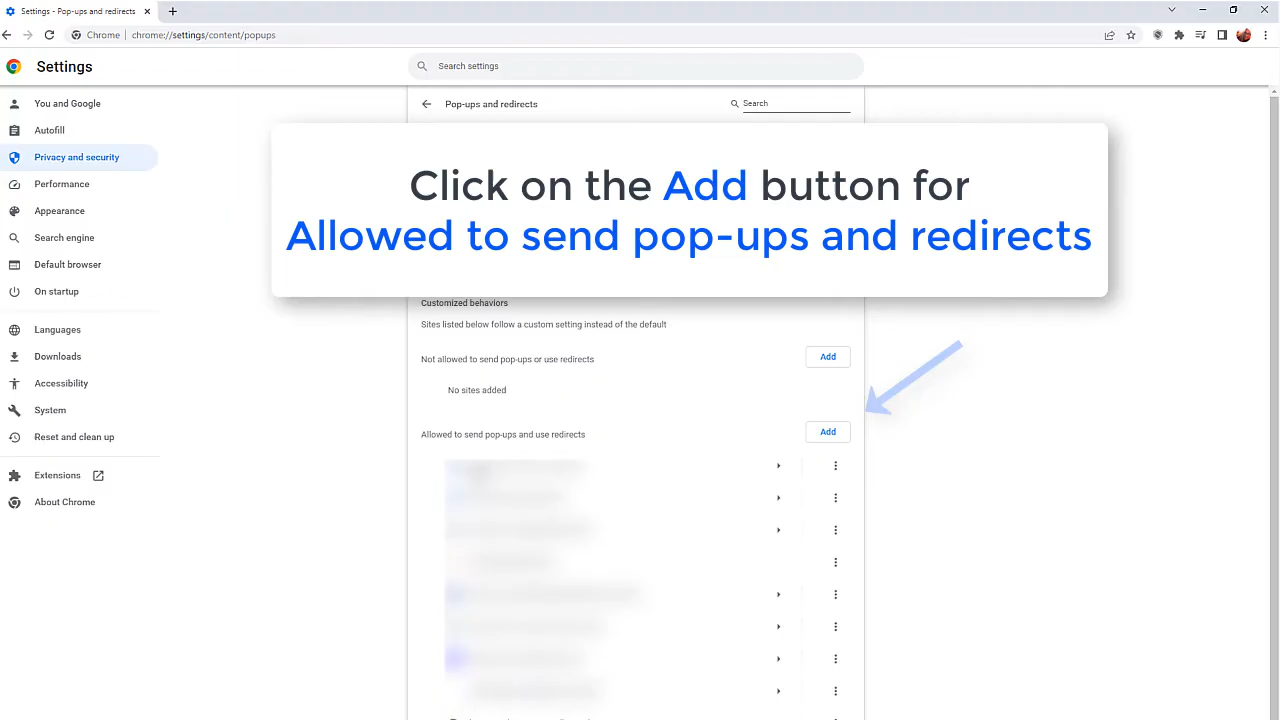 Settings - Pop-ups and redirects
Chrome
chrome://settings/content/popups
Settings
Search settings
You and Google
Autofill
Privacy and security
Performance
Appearance
Search engine
Default browser
On startup
Languages
Downloads
Accessibility
System
Reset and clean up
Extensions
About Chrome
Pop-ups and redirects
Search
Click on the Add button for
Allowed to send pop-ups and redirects
Customized behaviors
Sites listed below follow a custom setting instead of the default
Not allowed to send pop-ups or use redirects
Add
No sites added
Allowed to send pop-ups and use redirects
Add